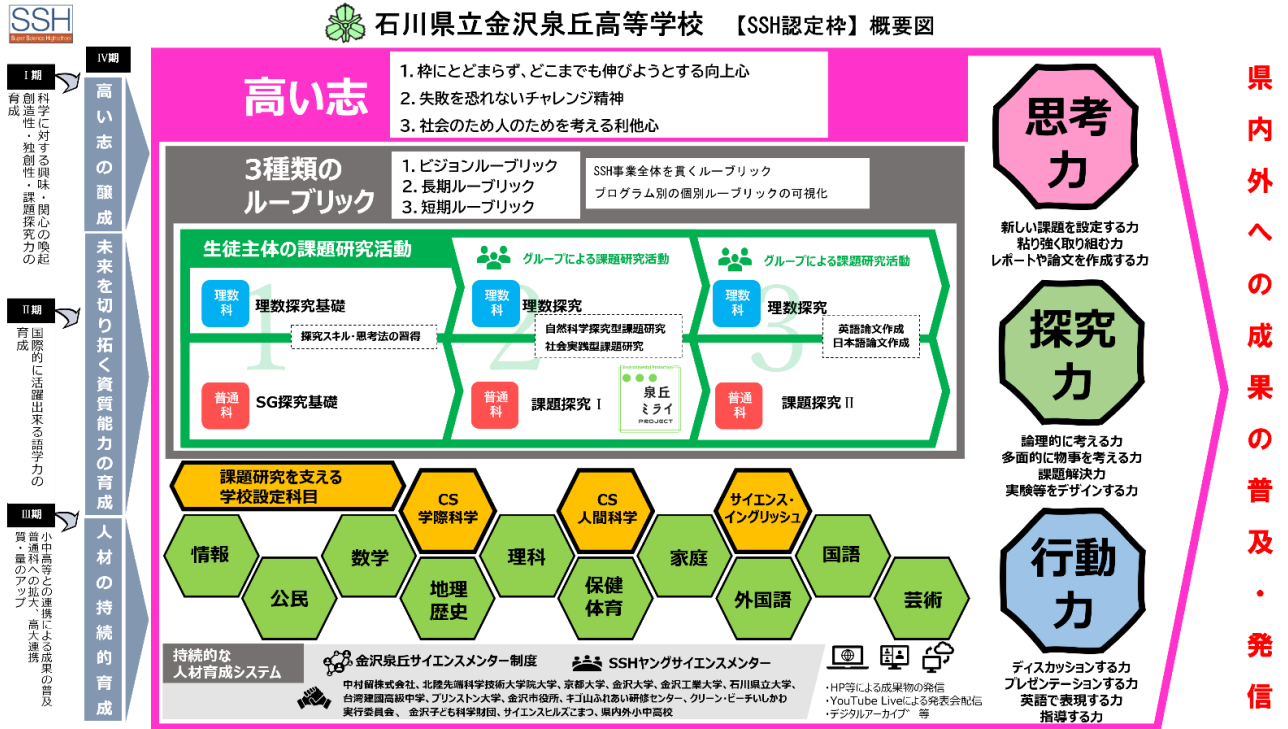 SSH
Super Science High school
石川県立金沢泉丘高等学校 【SSH認定枠】概要図
Ⅰ期
科学に対する興味・関心の喚起
創造性・独創性・課題探究力の
育成
Ⅱ期
国際的に活躍出来る語学力の
育成
Ⅲ期
小中高等との連携による成果の普及
普通科への拡大、高大連携
質・量のアップ
Ⅳ期
高い志の醸成
未来を切り拓く資質能力の育成
人材の持続的育成
高い志
1. 枠にとどまらず、どこまでも伸びようとする向上心
2. 失敗を恐れないチャレンジ精神
3. 社会のため人のためを考える利他心
3種類の
ルーブリック
1. ビジョンルーブリック
2. 長期ルーブリック
3. 短期ルーブリック
SSH事業全体を貫くルーブリック
プログラム別の個別ルーブリックの可視化
生徒主体の課題研究活動
1
理数
科
理数探究基礎
探究スキル・思考法の習得
普通
科
SG探究基礎
グループによる課題研究活動
2
理数
科
理数探究
自然科学探究型課題研究
社会実践型課題研究
普通
科
課題探究Ⅰ
Environmental Protection
泉丘
ミライ
PROJECT
グループによる課題研究活動
3
理数
科
理数探究
英語論文作成
日本語論文作成
普通
科
課題探究Ⅱ
課題研究を支える
学校設定科目
CS
学際科学
CS
人間科学
サイエンス・
イングリッシュ
情報
公民
数学
地理
歴史
理科
保健
体育
家庭
外国語
国語
芸術
持続的な
人材育成システム
金沢泉丘サイエンスメンター制度
SSHヤングサイエンスメンター
中村留株式会社、北陸先端科学技術大学院大学、京都大学、金沢大学、金沢工業大学、石川県立大学、
台湾建國高級中学、プリンストン大学、金沢市役所、キゴ山ふれあい研修センター、クリーン・ビーチいしかわ
実行委員会、 金沢子ども科学財団、サイエンスヒルズこまつ、県内外小中高校
・HP等による成果物の発信
・YouTube Liveによる発表会配信
・デジタルアーカイブ 等
思考
力
新しい課題を設定する力
粘り強く取り組む力
レポートや論文を作成する力
探究
力
論理的に考える力
多面的に物事を考える力
課題解決力
実験等をデザインする力
行動
力
ディスカッションする力
プレゼンテーションする力
英語で表現する力
指導する力
県内外への成果の普及・発信